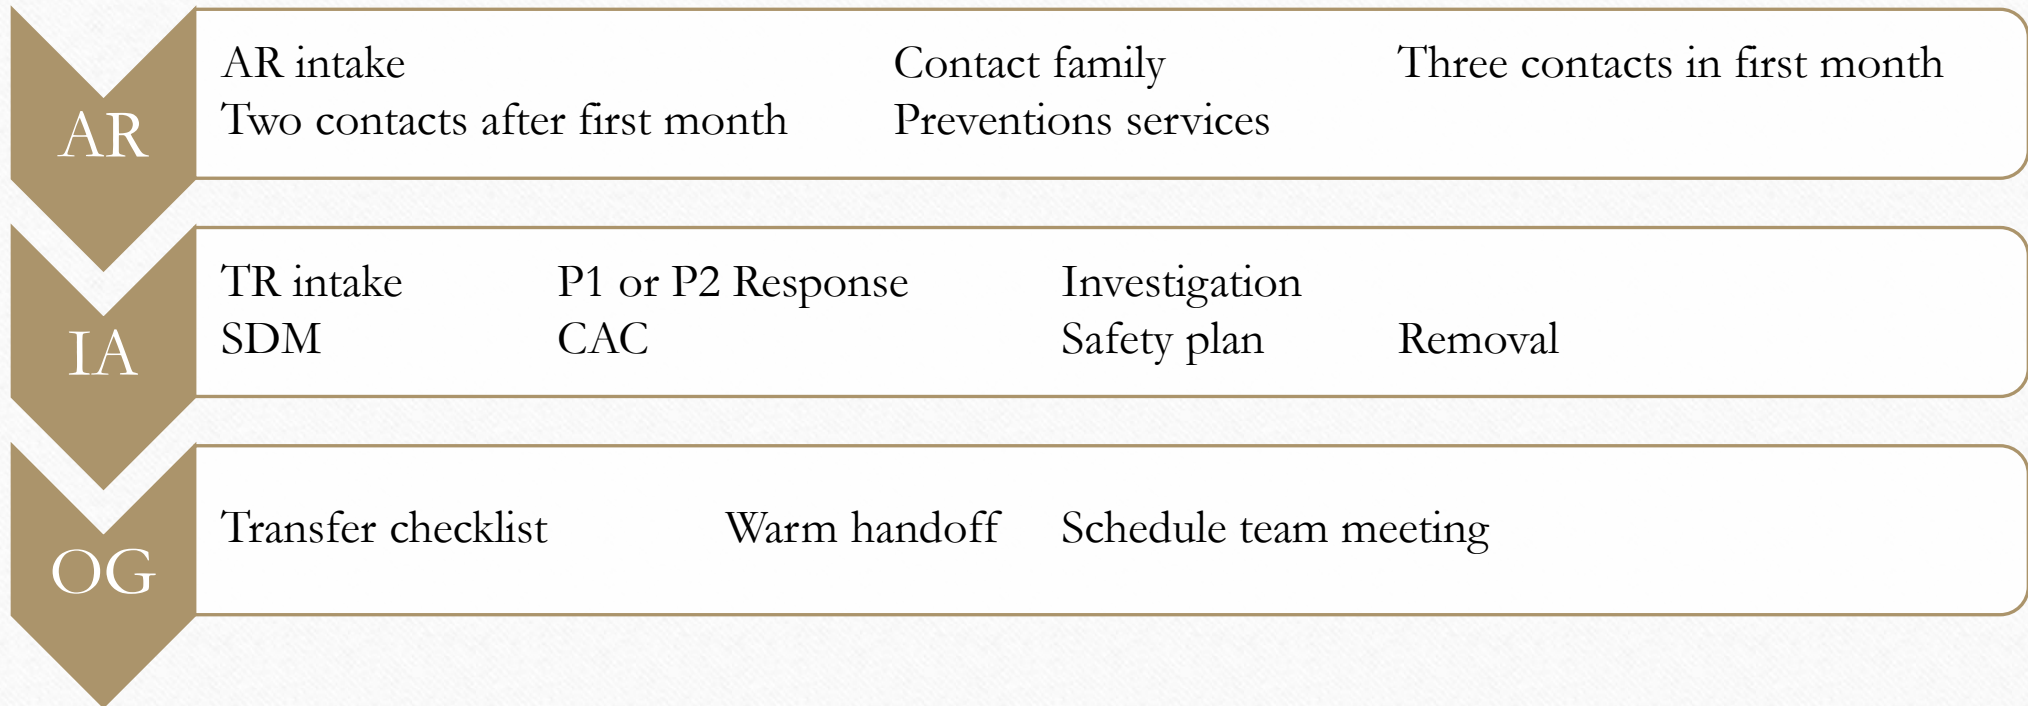 AR
AR intake Contact family Three contacts in first month
Two contacts after first month Preventions services
IA
TR intake P1 or P2 Response Investigation
SDM CAC Safety plan Removal
OG
Transfer checklist Warm handoff Schedule team meeting